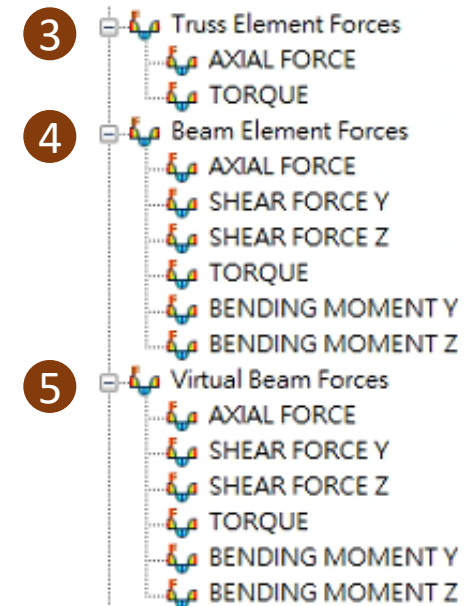 3 Truss Element Forces
AXIAL FORCE
TORQUE
4 Beam Element Forces
AXIAL FORCE
SHEAR FORCE Y
SHEAR FORCE Z
TORQUE
BENDING MOMENT Y
BENDING MOMENT Z
5 Virtual Beam Forces
AXIAL FORCE
SHEAR FORCE Y
SHEAR FORCE Z
TORQUE
BENDING MOMENT Y
BENDING MOMENT Z